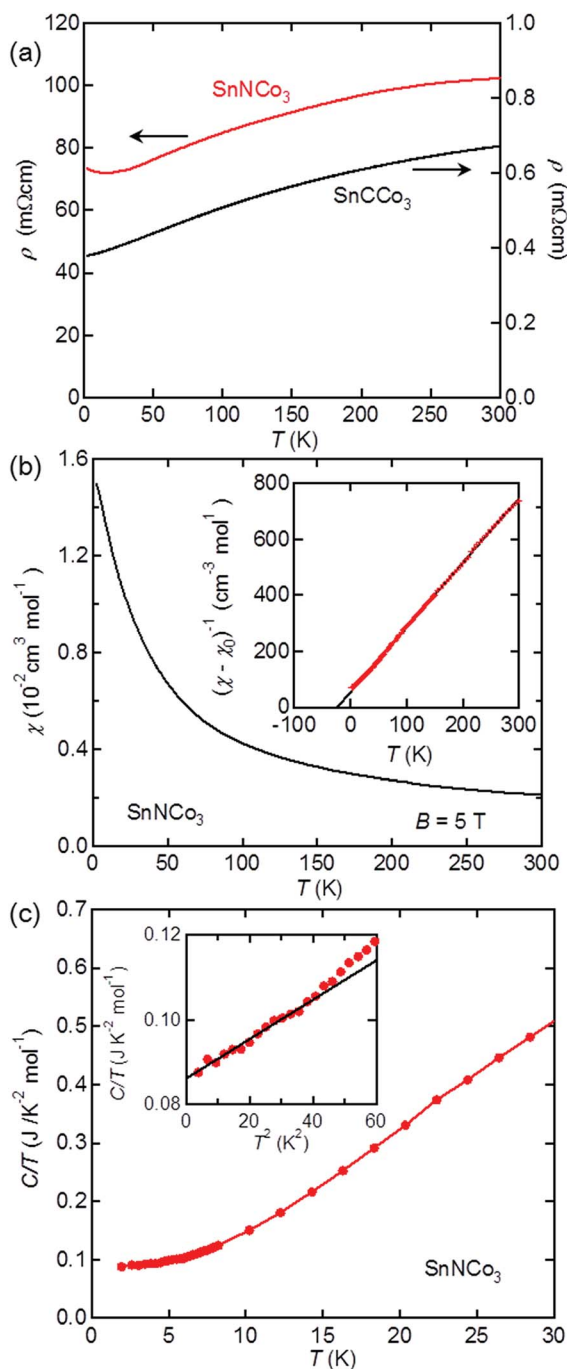 (a)
120
100
80
60
40
20
0
ρ (mΩcm)
SnNCo3
SnCCo3
1.0
0.8
0.6
0.4
0.2
0.0
ρ (mΩcm)
0 50 100 150 200 250 300
T (K)
(b)
1.6
1.2
0.8
0.4
0.0
χ (10-2 cm3 mol-1)
800
600
400
200
0
(χ - χ0)-1 (cm-3 mol1)
-100 0 100 200 300
T (K)
SnNCo3
B = 5 T
0 50 100 150 200 250 300
T (K)
(c)
0.7
0.6
0.5
0.4
0.3
0.2
0.1
0.0
C/T (J /K-2 mol-1)
0.12
0.10
0.08
C/T (J K-2 mol-1)
0 20 40 60
T2 (K2)
SnNCo3
0 5 10 15 20 25 30
T (K)